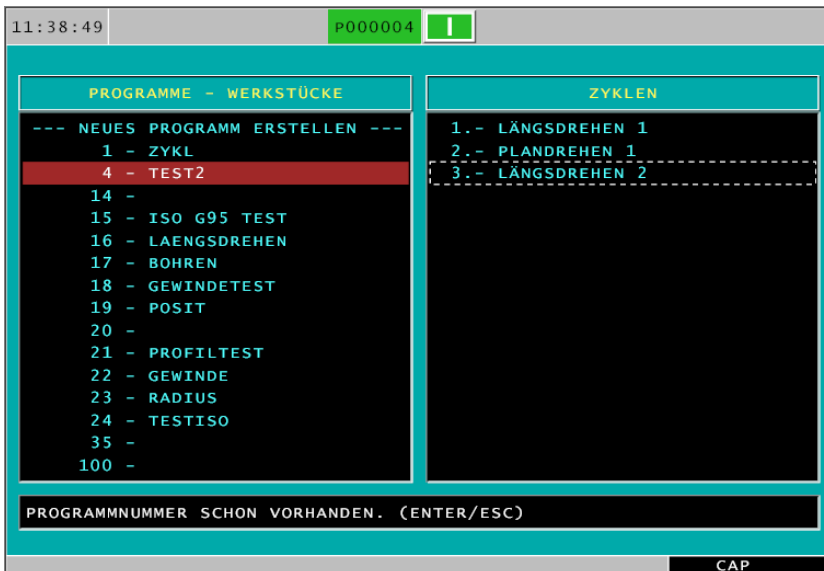 11:38:49
P000004
PROGRAMME - WERKSTÜCKE
--- NEUES PROGRAMM ERSTELLEN ---
1 - ZYKL
4 - TEST2
14 -
15 - ISO G95 TEST
16 - LAENGSDREHEN
17 - BOHREN
18 - GEWINDETEST
19 - POSIT
20 -
21 - PROFILTEST
22 - GEWINDE
23 - RADIUS
24 - TESTISO
35 -
100 -
ZYKLEN
1.- LÄNGSDREHEN 1
2.- PLANDREHEN 1
3.- LÄNGSDREHEN 2
PROGRAMMNUMMER SCHON VORHANDEN. (ENTER/ESC)
CAP